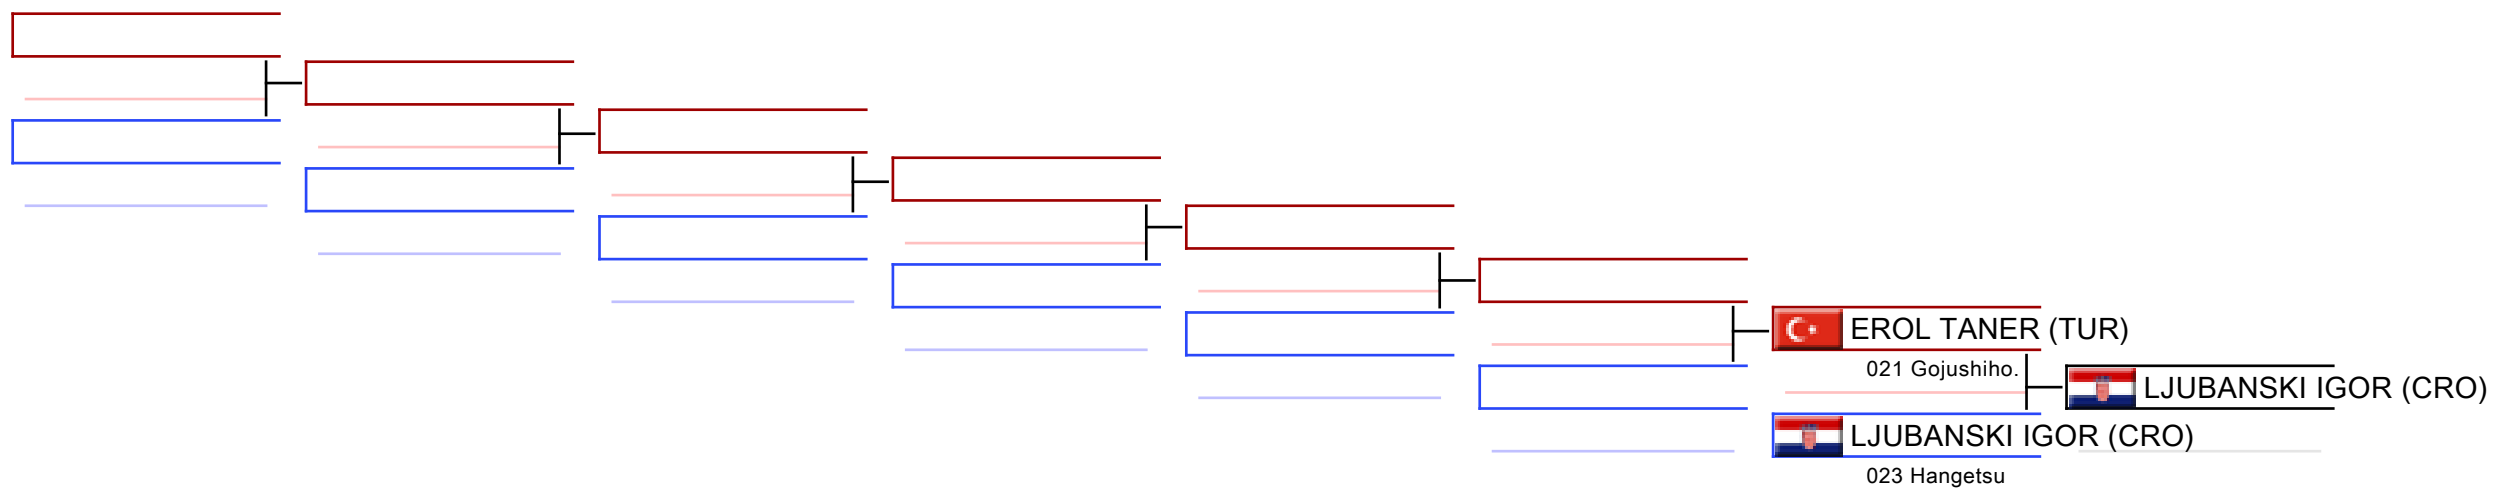 EROL TANER (TUR)
021 Gojushiho.
LJUBANSKI IGOR (CRO)
LJUBANSKI IGOR (CRO)
023 Hangetsu